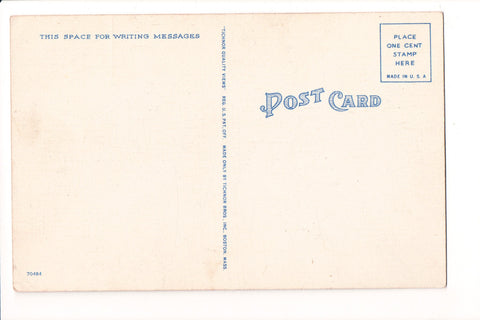 THIS SPACE FOR WRITING MESSAGES
"TICHNOR QUALITY VIEWS," REG. U. S. PAT. OFF. MADE ONLY BY TICHNOR BROS., INC., BOSTON, MASS.
POST CARD
PLACE
ONE CENT
STAMP
HERE
MADE IN U. S. A
70484